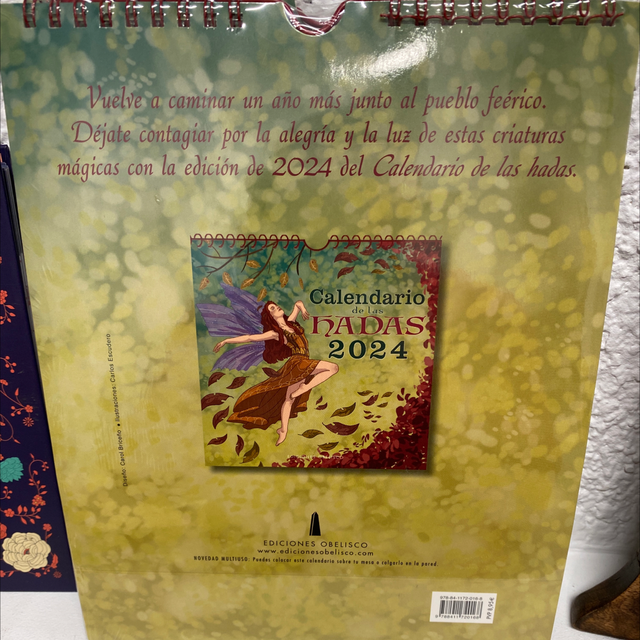 Vuelve a caminar un año más junto al pueblo feérico.
Déjate contagiar por la alegría y la luz de estas criaturas
mágicas con la edición de 2024 del Calendario de las hadas.
Calendario
de las
HADAS
2024
Diseño: Carol Briceño • Ilustraciones: Carlos Escudero
EDICIONES OBELISCO
www.edicionesobelisco.com
NOVEDAD MULTIUSO: Puedes colocar este calendario sobre tu mesa o colgarlo en la pared.